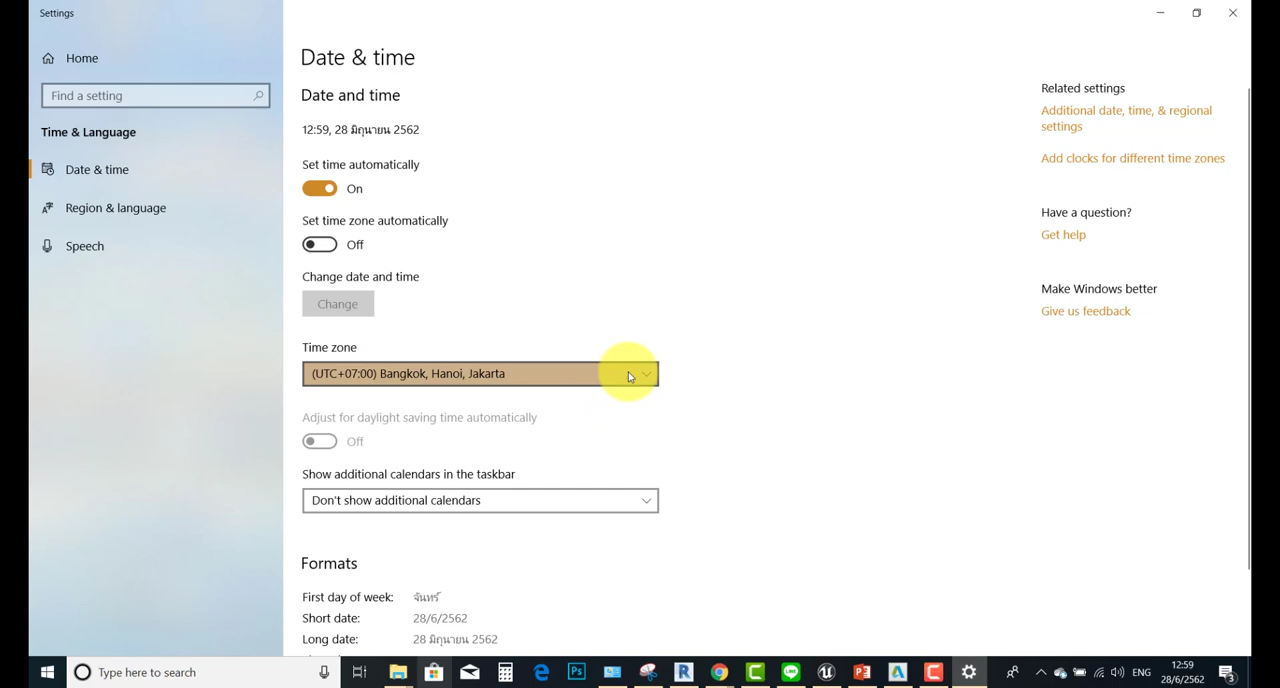 Settings
Home
Find a setting
Time & Language
Date & time
Region & language
Speech
Date & time
Date and time
12:59, 28 มิถุนายน 2562
Set time automatically
On
Set time zone automatically
Off
Change date and time
Change
Time zone
(UTC+07:00) Bangkok, Hanoi, Jakarta
Adjust for daylight saving time automatically
Off
Show additional calendars in the taskbar
Don't show additional calendars
Formats
First day of week: จันทร์
Short date: 28/6/2562
Long date: 28 มิถุนายน 2562
Related settings
Additional date, time, & regional
settings
Add clocks for different time zones
Have a question?
Get help
Make Windows better
Give us feedback
Type here to search
Ps
R
C
LINE
P
A
C
ENG
12:59
28/6/2562
3